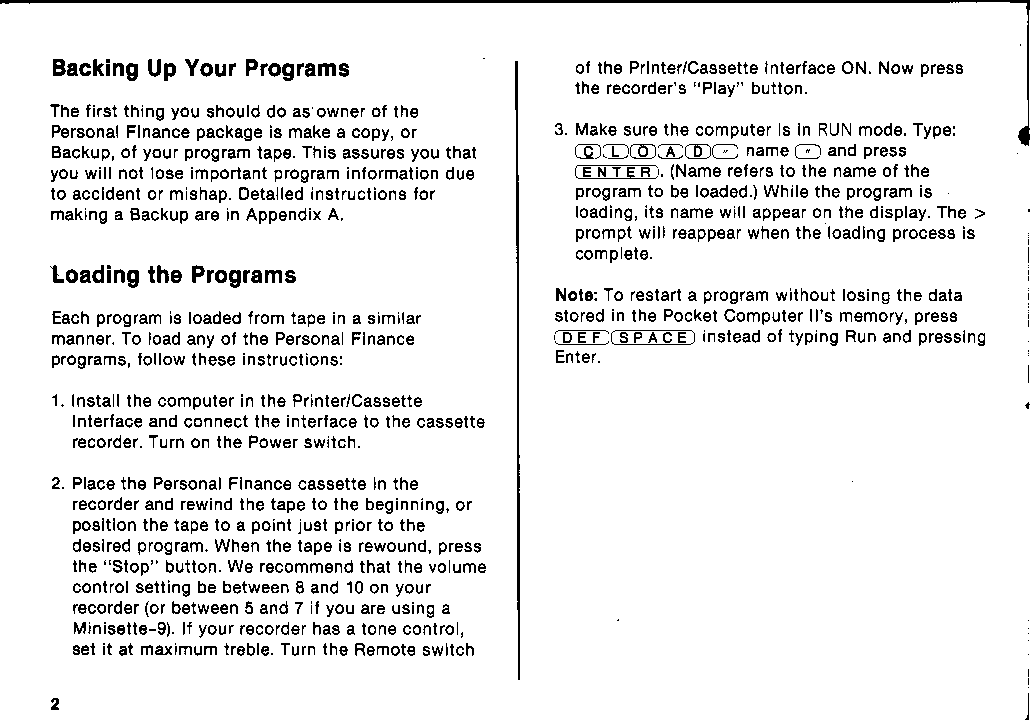 Backing Up Your Programs
The first thing you should do as owner of the
Personal Finance package is make a copy, or
Backup, of your program tape. This assures you that
you will not lose important program information due
to accident or mishap. Detailed instructions for
making a Backup are in Appendix A.
Loading the Programs
Each program is loaded from tape in a similar
manner. To load any of the Personal Finance
programs, follow these instructions:
1. Install the computer in the Printer/Cassette
Interface and connect the interface to the cassette
recorder. Turn on the Power switch.
2. Place the Personal Finance cassette in the
recorder and rewind the tape to the beginning, or
position the tape to a point just prior to the
desired program. When the tape is rewound, press
the "Stop" button. We recommend that the volume
control setting be between 8 and 10 on your
recorder (or between 5 and 7 if you are using a
Minisette-9). If your recorder has a tone control,
set it at maximum treble. Turn the Remote switch
2
of the Printer/Cassette Interface ON. Now press
the recorder's "Play" button.
3. Make sure the computer is in RUN mode. Type:
C L O A D " name " and press
ENTER. (Name refers to the name of the
program to be loaded.) While the program is
loading, its name will appear on the display. The >
prompt will reappear when the loading process is
complete.
Note: To restart a program without losing the data
stored in the Pocket Computer II's memory, press
DEF SPACE instead of typing Run and pressing
Enter.